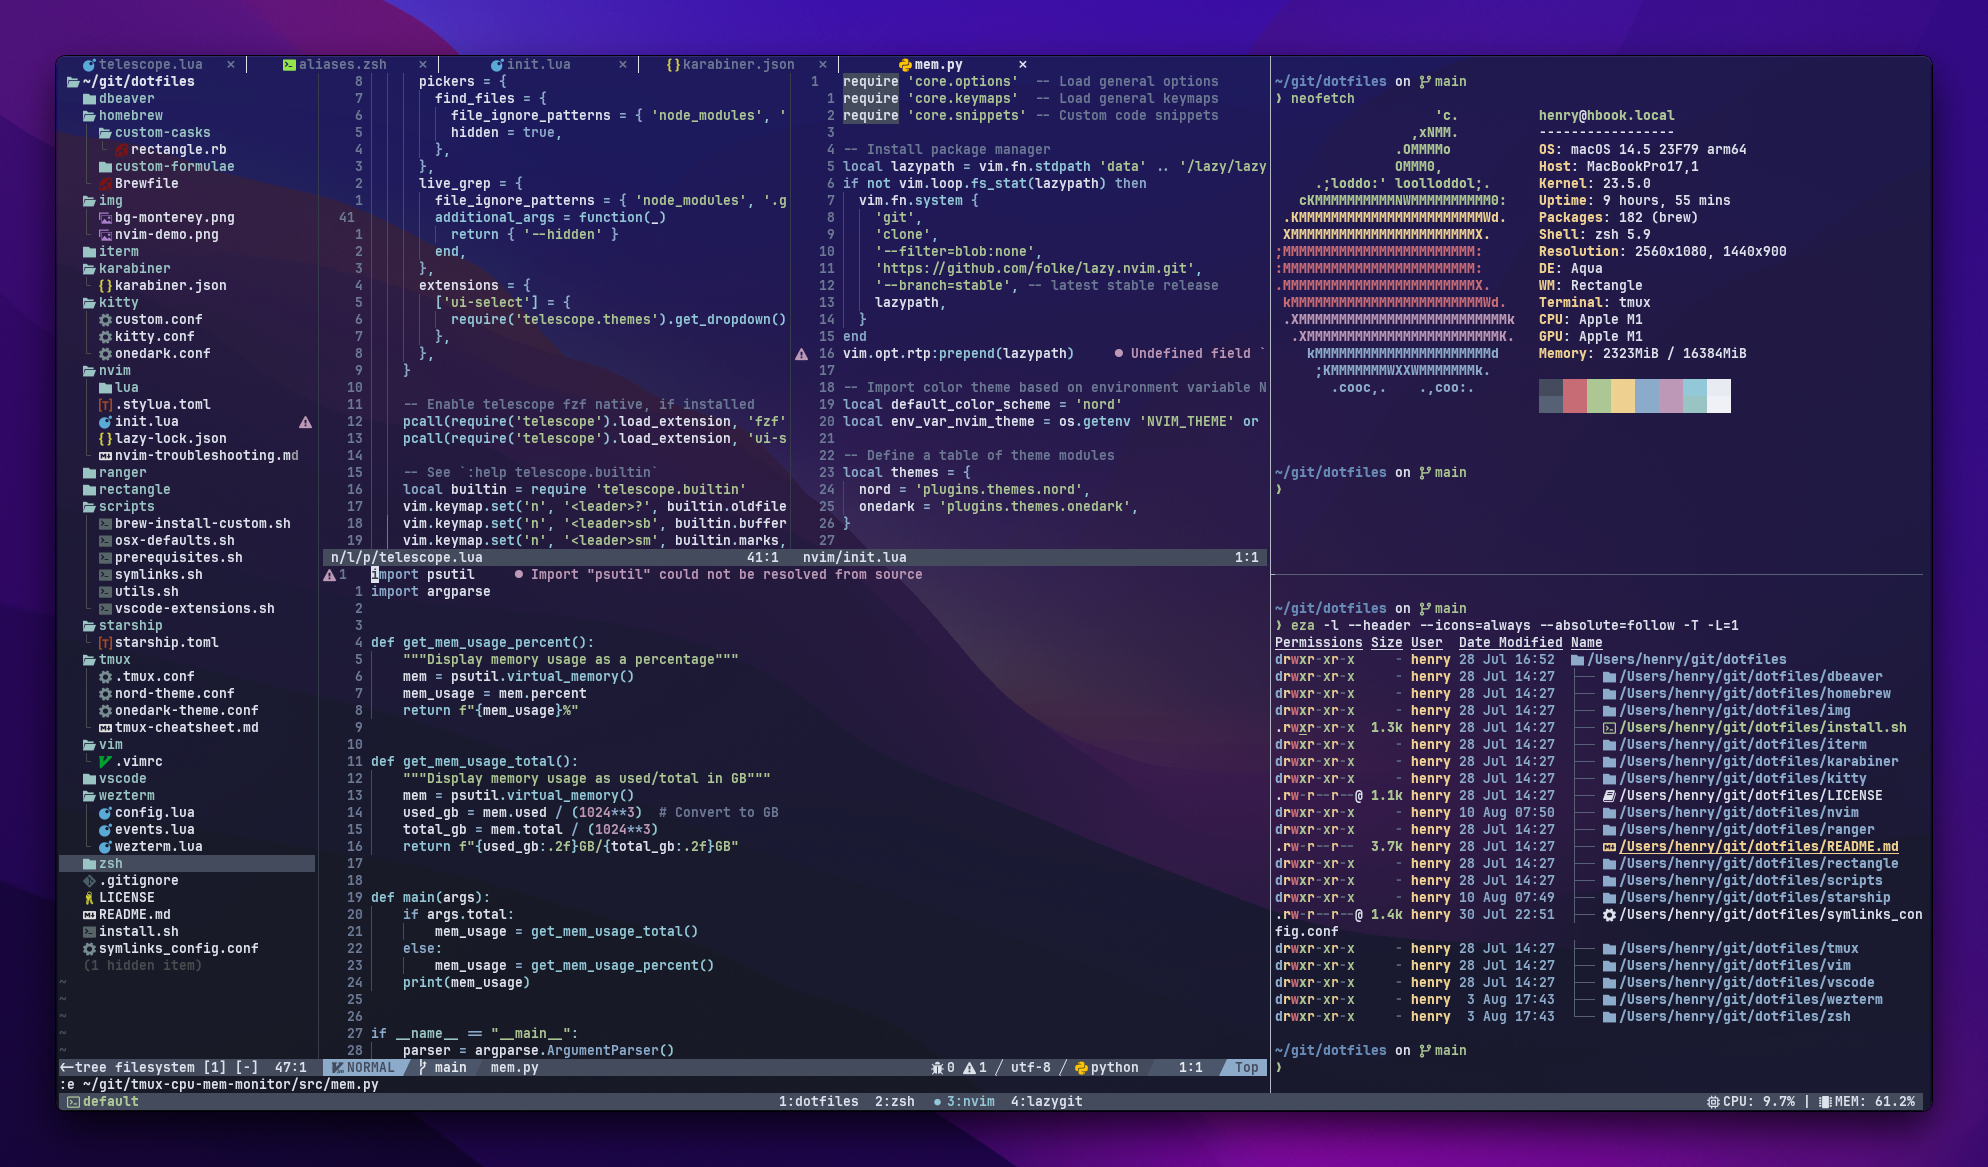 telescope.lua × aliases.zsh × init.lua × {}karabiner.json × mem.py ×
~/git/dotfiles
dbeaver
homebrew
custom-casks
rectangle.rb
custom-formulae
Brewfile
img
bg-monterey.png
nvim-demo.png
iterm
karabiner
{}karabiner.json
kitty
custom.conf
kitty.conf
onedark.conf
nvim
lua
[T].stylua.toml
init.lua
{}lazy-lock.json
nvim-troubleshooting.md
ranger
rectangle
scripts
brew-install-custom.sh
osx-defaults.sh
prerequisites.sh
symlinks.sh
utils.sh
vscode-extensions.sh
starship
[T]starship.toml
tmux
.tmux.conf
nord-theme.conf
onedark-theme.conf
tmux-cheatsheet.md
vim
.vimrc
vscode
wezterm
config.lua
events.lua
wezterm.lua
zsh
.gitignore
LICENSE
README.md
install.sh
symlinks_config.conf
(1 hidden item)
~
~
~
~
~
←tree filesystem [1] [-] 47:1
8 pickers = {
7 find_files = {
6 file_ignore_patterns = { 'node_modules', '
5 hidden = true,
4 },
3 },
2 live_grep = {
1 file_ignore_patterns = { 'node_modules', '.g
41 additional_args = function(_)
1 return { '--hidden' }
2 end,
3 },
4 extensions = {
5 ['ui-select'] = {
6 require('telescope.themes').get_dropdown()
7 },
8 },
9 }
10
11 -- Enable telescope fzf native, if installed
12 pcall(require('telescope').load_extension, 'fzf'
13 pcall(require('telescope').load_extension, 'ui-s
14
15 -- See `:help telescope.builtin`
16 local builtin = require 'telescope.builtin'
17 vim.keymap.set('n', '<leader>?', builtin.oldfile
18 vim.keymap.set('n', '<leader>sb', builtin.buffer
19 vim.keymap.set('n', '<leader>sm', builtin.marks,
n/l/p/telescope.lua 41:1
1 require 'core.options' -- Load general options
1 require 'core.keymaps' -- Load general keymaps
2 require 'core.snippets' -- Custom code snippets
3
4 -- Install package manager
5 local lazypath = vim.fn.stdpath 'data' .. '/lazy/lazy
6 if not vim.loop.fs_stat(lazypath) then
7 vim.fn.system {
8 'git',
9 'clone',
10 '--filter=blob:none',
11 'https://github.com/folke/lazy.nvim.git',
12 '--branch=stable', -- latest stable release
13 lazypath,
14 }
15 end
16 vim.opt.rtp:prepend(lazypath) ● Undefined field `
17
18 -- Import color theme based on environment variable N
19 local default_color_scheme = 'nord'
20 local env_var_nvim_theme = os.getenv 'NVIM_THEME' or
21
22 -- Define a table of theme modules
23 local themes = {
24 nord = 'plugins.themes.nord',
25 onedark = 'plugins.themes.onedark',
26 }
27
nvim/init.lua 1:1
1 import psutil ● Import "psutil" could not be resolved from source
1 import argparse
2
3
4 def get_mem_usage_percent():
5 """Display memory usage as a percentage"""
6 mem = psutil.virtual_memory()
7 mem_usage = mem.percent
8 return f"{mem_usage}%"
9
10
11 def get_mem_usage_total():
12 """Display memory usage as used/total in GB"""
13 mem = psutil.virtual_memory()
14 used_gb = mem.used / (1024**3) # Convert to GB
15 total_gb = mem.total / (1024**3)
16 return f"{used_gb:.2f}GB/{total_gb:.2f}GB"
17
18
19 def main(args):
20 if args.total:
21 mem_usage = get_mem_usage_total()
22 else:
23 mem_usage = get_mem_usage_percent()
24 print(mem_usage)
25
26
27 if __name__ == "__main__":
28 parser = argparse.ArgumentParser()
NORMAL main mem.py 0 1 / utf-8 / python 1:1 Top
:e ~/git/tmux-cpu-mem-monitor/src/mem.py
~/git/dotfiles on main
❯ neofetch
'c.
,xNMM.
.OMMMMo
OMMM0,
.;loddo:' loolloddol;.
cKMMMMMMMMMMNWMMMMMMMMMM0:
.KMMMMMMMMMMMMMMMMMMMMMMMWd.
XMMMMMMMMMMMMMMMMMMMMMMMX.
;MMMMMMMMMMMMMMMMMMMMMMMM:
:MMMMMMMMMMMMMMMMMMMMMMMM:
.MMMMMMMMMMMMMMMMMMMMMMMMX.
kMMMMMMMMMMMMMMMMMMMMMMMMWd.
.XMMMMMMMMMMMMMMMMMMMMMMMMMMk
.XMMMMMMMMMMMMMMMMMMMMMMMMK.
kMMMMMMMMMMMMMMMMMMMMMMd
;KMMMMMMMWXXWMMMMMMMk.
.cooc,. .,coo:.
henry@hbook.local
-----------------
OS: macOS 14.5 23F79 arm64
Host: MacBookPro17,1
Kernel: 23.5.0
Uptime: 9 hours, 55 mins
Packages: 182 (brew)
Shell: zsh 5.9
Resolution: 2560x1080, 1440x900
DE: Aqua
WM: Rectangle
Terminal: tmux
CPU: Apple M1
GPU: Apple M1
Memory: 2323MiB / 16384MiB
~/git/dotfiles on main
❯
~/git/dotfiles on main
❯ eza -l --header --icons=always --absolute=follow -T -L=1
Permissions Size User Date Modified Name
drwxr-xr-x - henry 28 Jul 16:52 /Users/henry/git/dotfiles
drwxr-xr-x - henry 28 Jul 14:27 /Users/henry/git/dotfiles/dbeaver
drwxr-xr-x - henry 28 Jul 14:27 /Users/henry/git/dotfiles/homebrew
drwxr-xr-x - henry 28 Jul 14:27 /Users/henry/git/dotfiles/img
.rwxr-xr-x 1.3k henry 28 Jul 14:27 /Users/henry/git/dotfiles/install.sh
drwxr-xr-x - henry 28 Jul 14:27 /Users/henry/git/dotfiles/iterm
drwxr-xr-x - henry 28 Jul 14:27 /Users/henry/git/dotfiles/karabiner
drwxr-xr-x - henry 28 Jul 14:27 /Users/henry/git/dotfiles/kitty
.rw-r--r--@ 1.1k henry 28 Jul 14:27 /Users/henry/git/dotfiles/LICENSE
drwxr-xr-x - henry 10 Aug 07:50 /Users/henry/git/dotfiles/nvim
drwxr-xr-x - henry 28 Jul 14:27 /Users/henry/git/dotfiles/ranger
.rw-r--r-- 3.7k henry 28 Jul 14:27 /Users/henry/git/dotfiles/README.md
drwxr-xr-x - henry 28 Jul 14:27 /Users/henry/git/dotfiles/rectangle
drwxr-xr-x - henry 28 Jul 14:27 /Users/henry/git/dotfiles/scripts
drwxr-xr-x - henry 10 Aug 07:49 /Users/henry/git/dotfiles/starship
.rw-r--r--@ 1.4k henry 30 Jul 22:51 /Users/henry/git/dotfiles/symlinks_con
fig.conf
drwxr-xr-x - henry 28 Jul 14:27 /Users/henry/git/dotfiles/tmux
drwxr-xr-x - henry 28 Jul 14:27 /Users/henry/git/dotfiles/vim
drwxr-xr-x - henry 28 Jul 14:27 /Users/henry/git/dotfiles/vscode
drwxr-xr-x - henry 3 Aug 17:43 /Users/henry/git/dotfiles/wezterm
drwxr-xr-x - henry 3 Aug 17:43 /Users/henry/git/dotfiles/zsh
~/git/dotfiles on main
❯
default 1:dotfiles 2:zsh ● 3:nvim 4:lazygit CPU: 9.7% | MEM: 61.2%